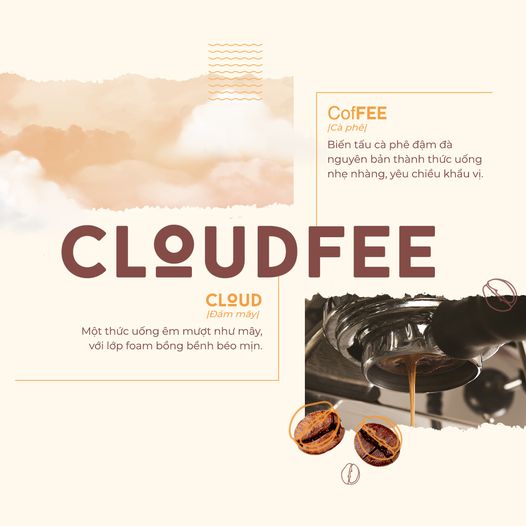 CofFEE
|Cà phê|
Biến tấu cà phê đậm đà
nguyên bản thành thức uống
nhẹ nhàng, yêu chiều khẩu vị.
CLOUDFEE
CLOUD
|Đám mây|
Một thức uống êm mượt như mây,
với lớp foam bồng bềnh béo mịn.